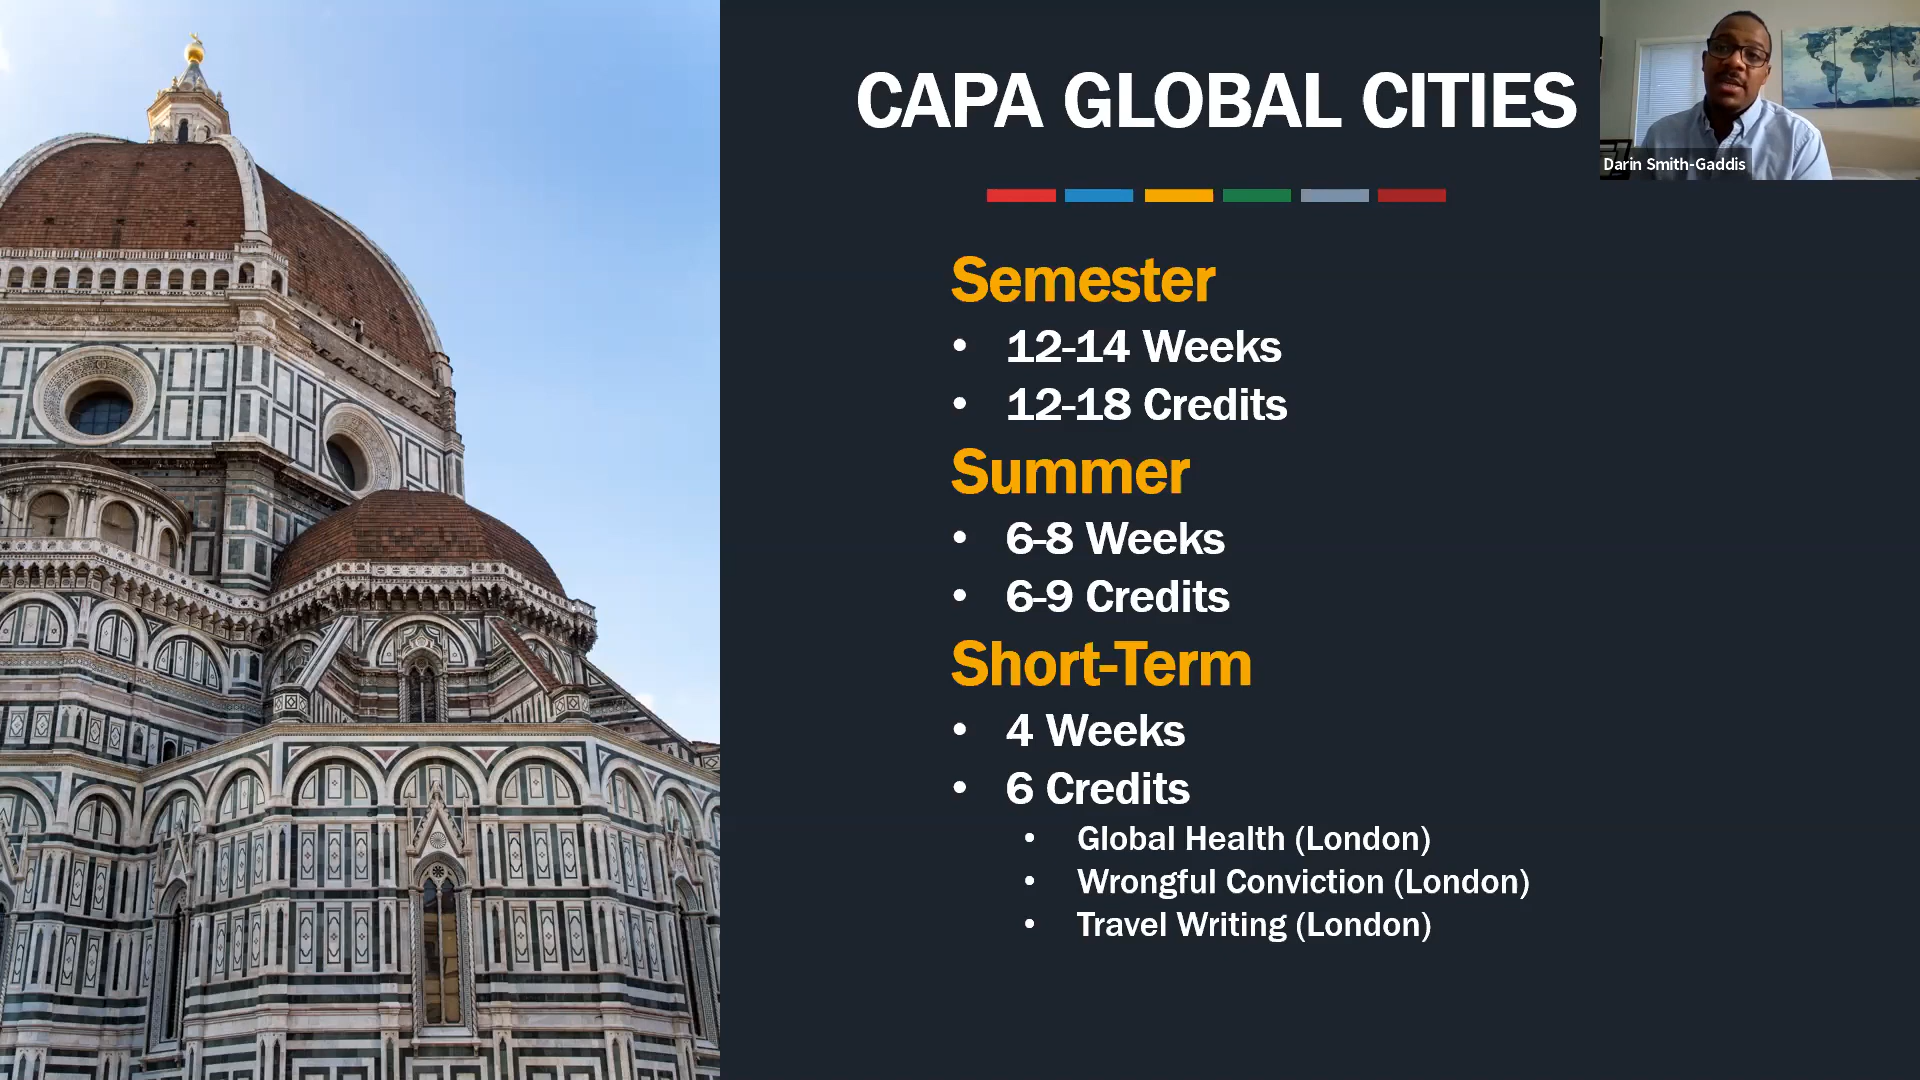 CAPA GLOBAL CITIES
Darin Smith-Gaddis
Semester
• 12-14 Weeks
• 12-18 Credits
Summer
• 6-8 Weeks
• 6-9 Credits
Short-Term
• 4 Weeks
• 6 Credits
• Global Health (London)
• Wrongful Conviction (London)
• Travel Writing (London)